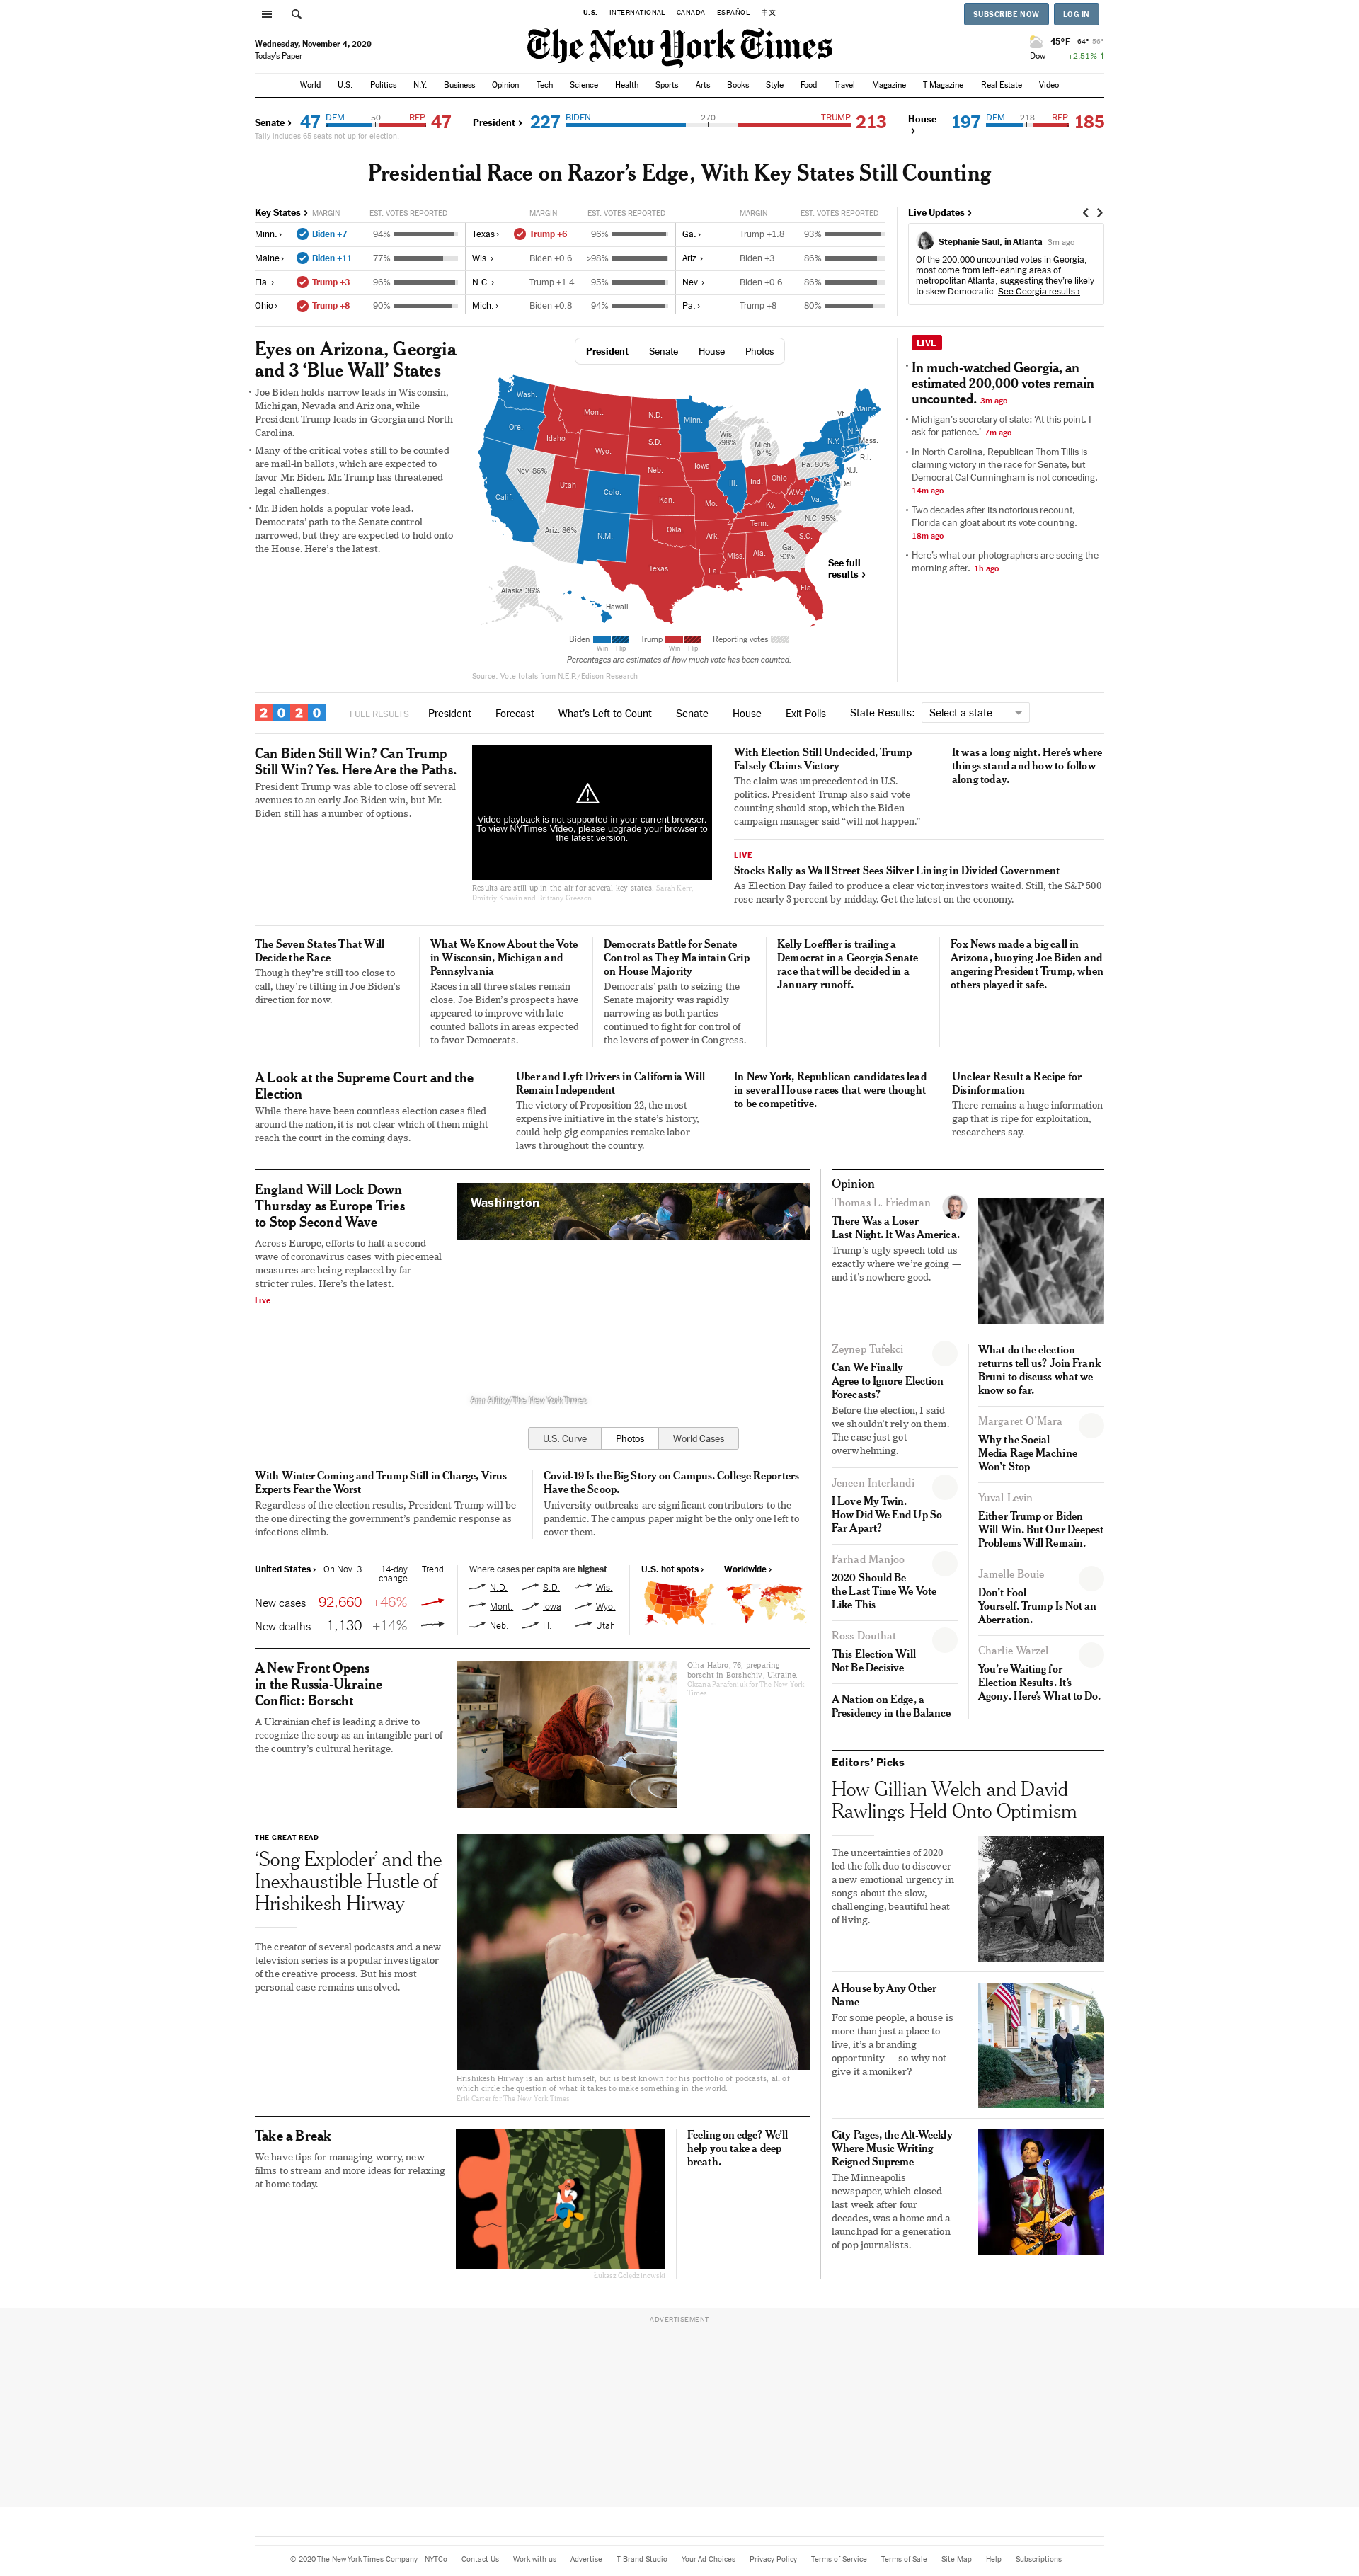 U.S. INTERNATIONAL CANADA ESPAÑOL 中文
SUBSCRIBE NOW LOG IN
Wednesday, November 4, 2020
Today's Paper
The New York Times
45°F 64° 56°
Dow +2.51% ↑
World U.S. Politics N.Y. Business Opinion Tech Science Health Sports Arts Books Style Food Travel Magazine T Magazine Real Estate Video
Senate › 47 DEM. 50 REP. 47
Tally includes 65 seats not up for election.
President › 227 BIDEN 270 TRUMP 213
House › 197 DEM. 218 REP. 185
Presidential Race on Razor’s Edge, With Key States Still Counting
Key States › MARGIN EST. VOTES REPORTED MARGIN EST. VOTES REPORTED MARGIN EST. VOTES REPORTED
Minn. › Biden +7 94% Texas › Trump +6 96% Ga. › Trump +1.8 93%
Maine › Biden +11 77% Wis. › Biden +0.6 >98% Ariz. › Biden +3 86%
Fla. › Trump +3 96% N.C. › Trump +1.4 95% Nev. › Biden +0.6 86%
Ohio › Trump +8 90% Mich. › Biden +0.8 94% Pa. › Trump +8 80%
Live Updates ›
Stephanie Saul, in Atlanta 3m ago
Of the 200,000 uncounted votes in Georgia,
most come from left-leaning areas of
metropolitan Atlanta, suggesting they're likely
to skew Democratic. See Georgia results ›
Eyes on Arizona, Georgia
and 3 ‘Blue Wall’ States
Joe Biden holds narrow leads in Wisconsin,
Michigan, Nevada and Arizona, while
President Trump leads in Georgia and North
Carolina.
Many of the critical votes still to be counted
are mail-in ballots, which are expected to
favor Mr. Biden. Mr. Trump has threatened
legal challenges.
Mr. Biden holds a popular vote lead.
Democrats’ path to the Senate control
narrowed, but they are expected to hold onto
the House. Here’s the latest.
President Senate House Photos
Wash.
Ore.
Calif.
Nev. 86%
Idaho
Mont.
Wyo.
Utah
Colo.
Ariz. 86%
N.M.
N.D.
S.D.
Neb.
Kan.
Okla.
Texas
Minn.
Iowa
Mo.
Ark.
La.
Wis.
>98%
Ill.
Mich.
94%
Ind.
Ohio
Ky.
Tenn.
Miss.
Ala.
Ga.
93%
Fla.
S.C.
N.C. 95%
Va.
W.Va.
Pa. 80%
N.Y.
Vt.
N.H.
Maine
Mass.
Conn.
R.I.
N.J.
Del.
Md.
Alaska 36%
Hawaii
See full
results ›
Biden Trump Reporting votes
Win Flip Win Flip
Percentages are estimates of how much vote has been counted.
Source: Vote totals from N.E.P./Edison Research
LIVE
In much-watched Georgia, an
estimated 200,000 votes remain
uncounted. 3m ago
Michigan's secretary of state: 'At this point, I
ask for patience.' 7m ago
In North Carolina, Republican Thom Tillis is
claiming victory in the race for Senate, but
Democrat Cal Cunningham is not conceding.
14m ago
Two decades after its notorious recount,
Florida can gloat about its vote counting.
18m ago
Here's what our photographers are seeing the
morning after. 1h ago
2020 FULL RESULTS President Forecast What's Left to Count Senate House Exit Polls State Results: Select a state
Can Biden Still Win? Can Trump
Still Win? Yes. Here Are the Paths.
President Trump was able to close off several
avenues to an early Joe Biden win, but Mr.
Biden still has a number of options.
Video playback is not supported in your current browser.
To view NYTimes Video, please upgrade your browser to
the latest version.
Results are still up in the air for several key states. Sarah Kerr,
Dmitriy Khavin and Brittany Greeson
With Election Still Undecided, Trump
Falsely Claims Victory
The claim was unprecedented in U.S.
politics. President Trump also said vote
counting should stop, which the Biden
campaign manager said “will not happen.”
It was a long night. Here’s where
things stand and how to follow
along today.
LIVE
Stocks Rally as Wall Street Sees Silver Lining in Divided Government
As Election Day failed to produce a clear victor, investors waited. Still, the S&P 500
rose nearly 3 percent by midday. Get the latest on the economy.
The Seven States That Will
Decide the Race
Though they’re still too close to
call, they’re tilting in Joe Biden’s
direction for now.
What We Know About the Vote
in Wisconsin, Michigan and
Pennsylvania
Races in all three states remain
close. Joe Biden’s prospects have
appeared to improve with late-
counted ballots in areas expected
to favor Democrats.
Democrats Battle for Senate
Control as They Maintain Grip
on House Majority
Democrats’ path to seizing the
Senate majority was rapidly
narrowing as both parties
continued to fight for control of
the levers of power in Congress.
Kelly Loeffler is trailing a
Democrat in a Georgia Senate
race that will be decided in a
January runoff.
Fox News made a big call in
Arizona, buoying Joe Biden and
angering President Trump, when
others played it safe.
A Look at the Supreme Court and the
Election
While there have been countless election cases filed
around the nation, it is not clear which of them might
reach the court in the coming days.
Uber and Lyft Drivers in California Will
Remain Independent
The victory of Proposition 22, the most
expensive initiative in the state’s history,
could help gig companies remake labor
laws throughout the country.
In New York, Republican candidates lead
in several House races that were thought
to be competitive.
Unclear Result a Recipe for
Disinformation
There remains a huge information
gap that is ripe for exploitation,
researchers say.
England Will Lock Down
Thursday as Europe Tries
to Stop Second Wave
Across Europe, efforts to halt a second
wave of coronavirus cases with piecemeal
measures are being replaced by far
stricter rules. Here’s the latest.
Live
Washington
The New York Times
U.S. Curve Photos World Cases
With Winter Coming and Trump Still in Charge, Virus
Experts Fear the Worst
Regardless of the election results, President Trump will be
the one directing the government’s pandemic response as
infections climb.
Covid-19 Is the Big Story on Campus. College Reporters
Have the Scoop.
University outbreaks are significant contributors to the
pandemic. The campus paper might be the only one left to
cover them.
United States › On Nov. 3 14-day
change Trend
New cases 92,660 +46%
New deaths 1,130 +14%
Where cases per capita are highest
N.D. S.D. Wis.
Mont. Iowa Wyo.
Neb. Ill. Utah
U.S. hot spots › Worldwide ›
A New Front Opens
in the Russia-Ukraine
Conflict: Borscht
A Ukrainian chef is leading a drive to
recognize the soup as an intangible part of
the country’s cultural heritage.
Olha Habro, 76, preparing
borscht in Borshchiv, Ukraine.
Oksana Parafeniuk for The New York
Times
THE GREAT READ
‘Song Exploder’ and the
Inexhaustible Hustle of
Hrishikesh Hirway
The creator of several podcasts and a new
television series is a popular investigator
of the creative process. But his most
personal case remains unsolved.
Hrishikesh Hirway is an artist himself, but is best known for his portfolio of podcasts, all of
which circle the question of what it takes to make something in the world.
Erik Carter for The New York Times
Take a Break
We have tips for managing worry, new
films to stream and more ideas for relaxing
at home today.
Feeling on edge? We’ll
help you take a deep
breath.
Opinion
Thomas L. Friedman
There Was a Loser
Last Night. It Was America.
Trump’s ugly speech told us
exactly where we’re going —
and it’s nowhere good.
Zeynep Tufekci
Can We Finally
Agree to Ignore Election
Forecasts?
Before the election, I said
we shouldn’t rely on them.
The case just got
overwhelming.
Jeneen Interlandi
I Love My Twin.
How Did We End Up So
Far Apart?
Farhad Manjoo
2020 Should Be
the Last Time We Vote
Like This
Ross Douthat
This Election Will
Not Be Decisive
A Nation on Edge, a
Presidency in the Balance
What do the election
returns tell us? Join Frank
Bruni to discuss what we
know so far.
Margaret O’Mara
Why the Social
Media Rage Machine
Won’t Stop
Yuval Levin
Either Trump or Biden
Will Win. But Our Deepest
Problems Will Remain.
Jamelle Bouie
Don’t Fool
Yourself. Trump Is Not an
Aberration.
Charlie Warzel
You’re Waiting for
Election Results. It’s
Agony. Here’s What to Do.
Editors’ Picks
How Gillian Welch and David
Rawlings Held Onto Optimism
The uncertainties of 2020
led the folk duo to discover
a new emotional urgency in
songs about the slow,
challenging, beautiful heat
of living.
A House by Any Other
Name
For some people, a house is
more than just a place to
live, it’s a branding
opportunity — so why not
give it a moniker?
City Pages, the Alt-Weekly
Where Music Writing
Reigned Supreme
The Minneapolis
newspaper, which closed
last week after four
decades, was a home and a
launchpad for a generation
of pop journalists.
ADVERTISEMENT
© 2020 The New York Times Company NYTCo Contact Us Work with us Advertise T Brand Studio Your Ad Choices Privacy Policy Terms of Service Terms of Sale Site Map Help Subscriptions